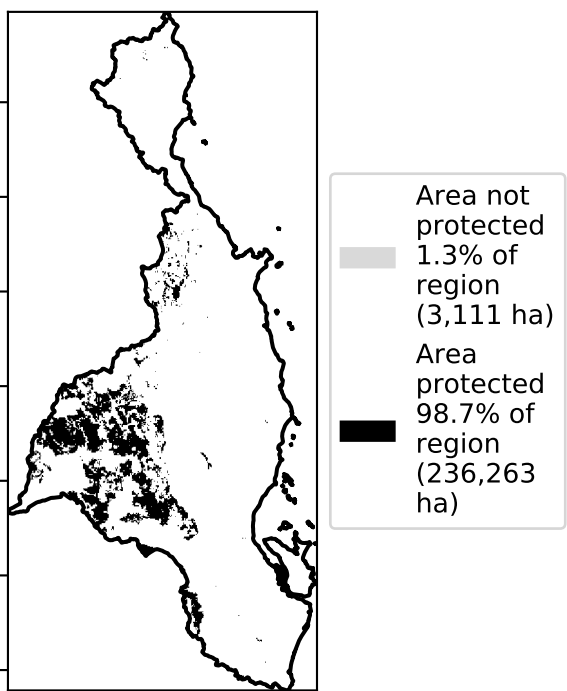 Area not
protected
1.3% of
region
(3,111 ha)
Area
protected
98.7% of
region
(236,263
ha)